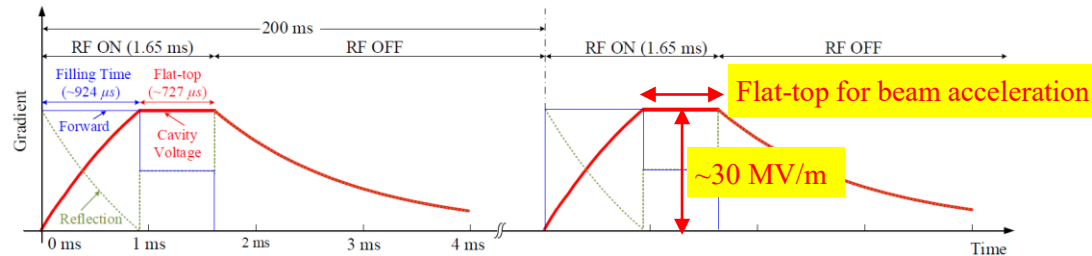 200 ms
RF ON (1.65 ms)
RF OFF
RF ON (1.65 ms)
RF OFF
Filling Time
(~924 μs)
Flat-top
(~727 μs)
Flat-top for beam acceleration
Gradient
Forward
Cavity
Voltage
~30 MV/m
Reflection
0 ms
1 ms
2 ms
3 ms
4 ms
Time